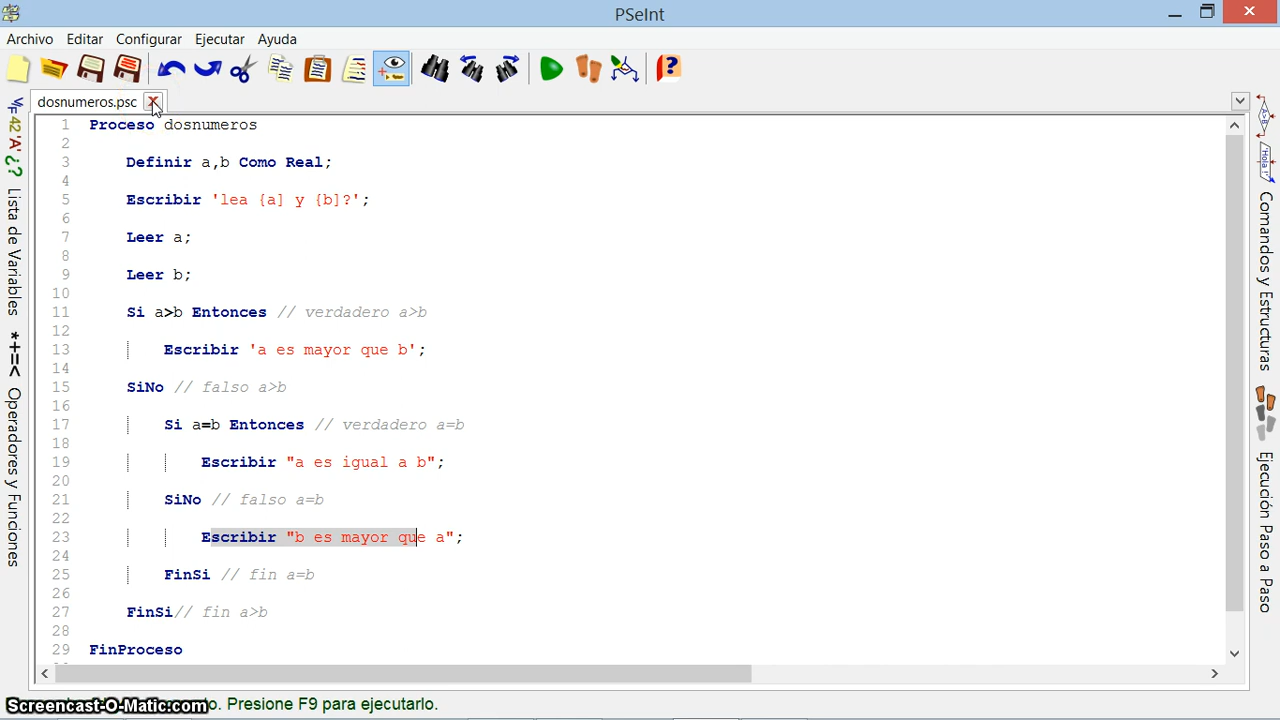 PSeInt
Archivo Editar Configurar Ejecutar Ayuda
dosnumeros.psc
1 Proceso dosnumeros
2
3 Definir a,b Como Real;
4
5 Escribir 'lea {a] y {b]?';
6
7 Leer a;
8
9 Leer b;
10
11 Si a>b Entonces // verdadero a>b
12
13 Escribir 'a es mayor que b';
14
15 SiNo // falso a>b
16
17 Si a=b Entonces // verdadero a=b
18
19 Escribir "a es igual a b";
20
21 SiNo // falso a=b
22
23 Escribir "b es mayor que a";
24
25 FinSi // fin a=b
26
27 FinSi// fin a>b
28
29 FinProceso
Lista de Variables
*+=< Operadores y Funciones
Comandos y Estructuras
Ejecución Paso a Paso
Screencast-O-Matic.com
Presione F9 para ejecutarlo.